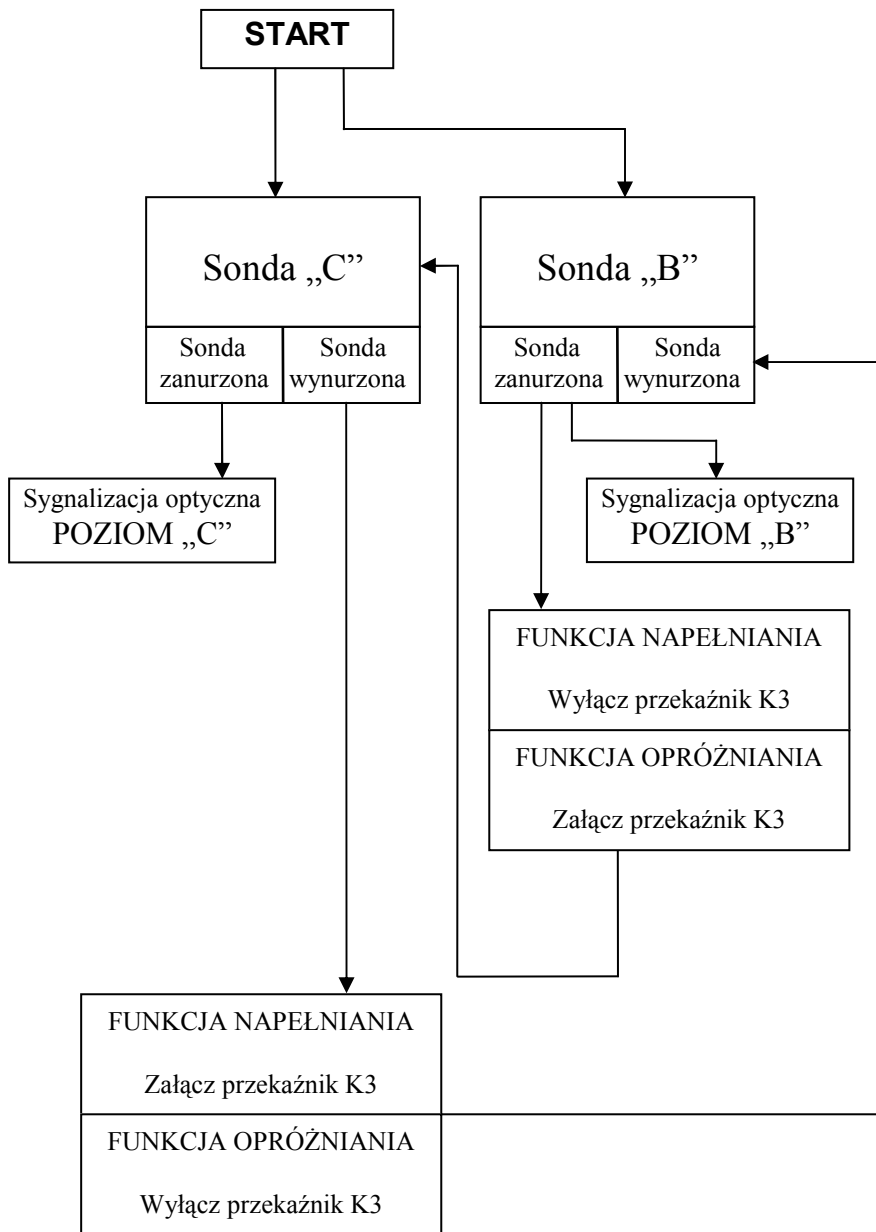 START
Sonda „C”
Sonda zanurzona
Sonda wynurzona
Sonda „B”
Sonda zanurzona
Sonda wynurzona
Sygnalizacja optyczna
POZIOM „C”
Sygnalizacja optyczna
POZIOM „B”
FUNKCJA NAPEŁNIANIA
Wyłącz przekaźnik K3
FUNKCJA OPRÓŻNIANIA
Załącz przekaźnik K3
FUNKCJA NAPEŁNIANIA
Załącz przekaźnik K3
FUNKCJA OPRÓŻNIANIA
Wyłącz przekaźnik K3